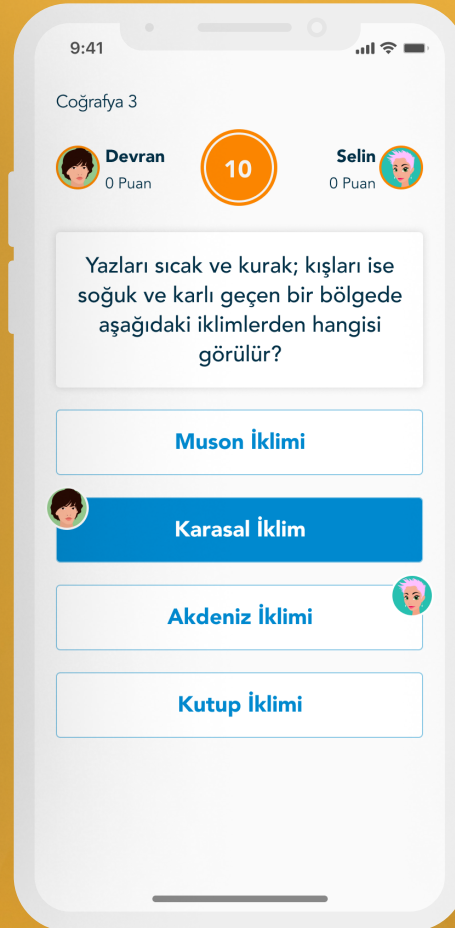 9:41
Coğrafya 3
Devran
0 Puan
10
Selin
0 Puan
Yazları sıcak ve kurak; kışları ise
soğuk ve karlı geçen bir bölgede
aşağıdaki iklimlerden hangisi
görülür?
Muson İklimi
Karasal İklim
Akdeniz İklimi
Kutup İklimi